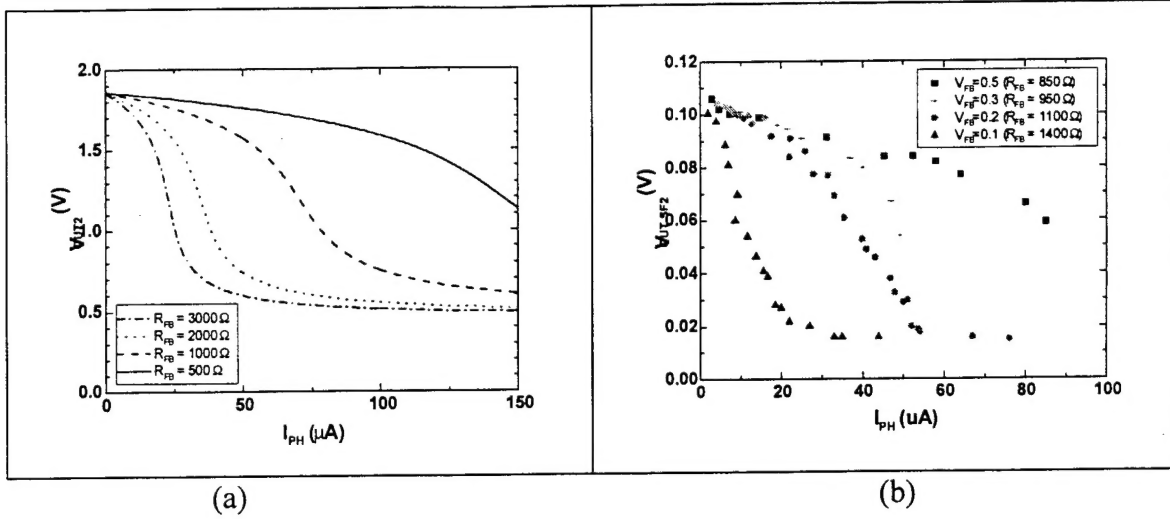 2.0
1.5
1.0
0.5
0.0
0
50
100
150
V_UT2 (V)
I_PH (μA)
R_FB = 3000 Ω
R_FB = 2000 Ω
R_FB = 1000 Ω
R_FB = 500 Ω
(a)
0.12
0.10
0.08
0.06
0.04
0.02
0.00
0
20
40
60
80
100
V_UT,SF2 (V)
I_PH (uA)
V_FB=0.5 (R_FB = 850 Ω)
V_FB=0.3 (R_FB = 950 Ω)
V_FB=0.2 (R_FB = 1100 Ω)
V_FB=0.1 (R_FB = 1400 Ω)
(b)